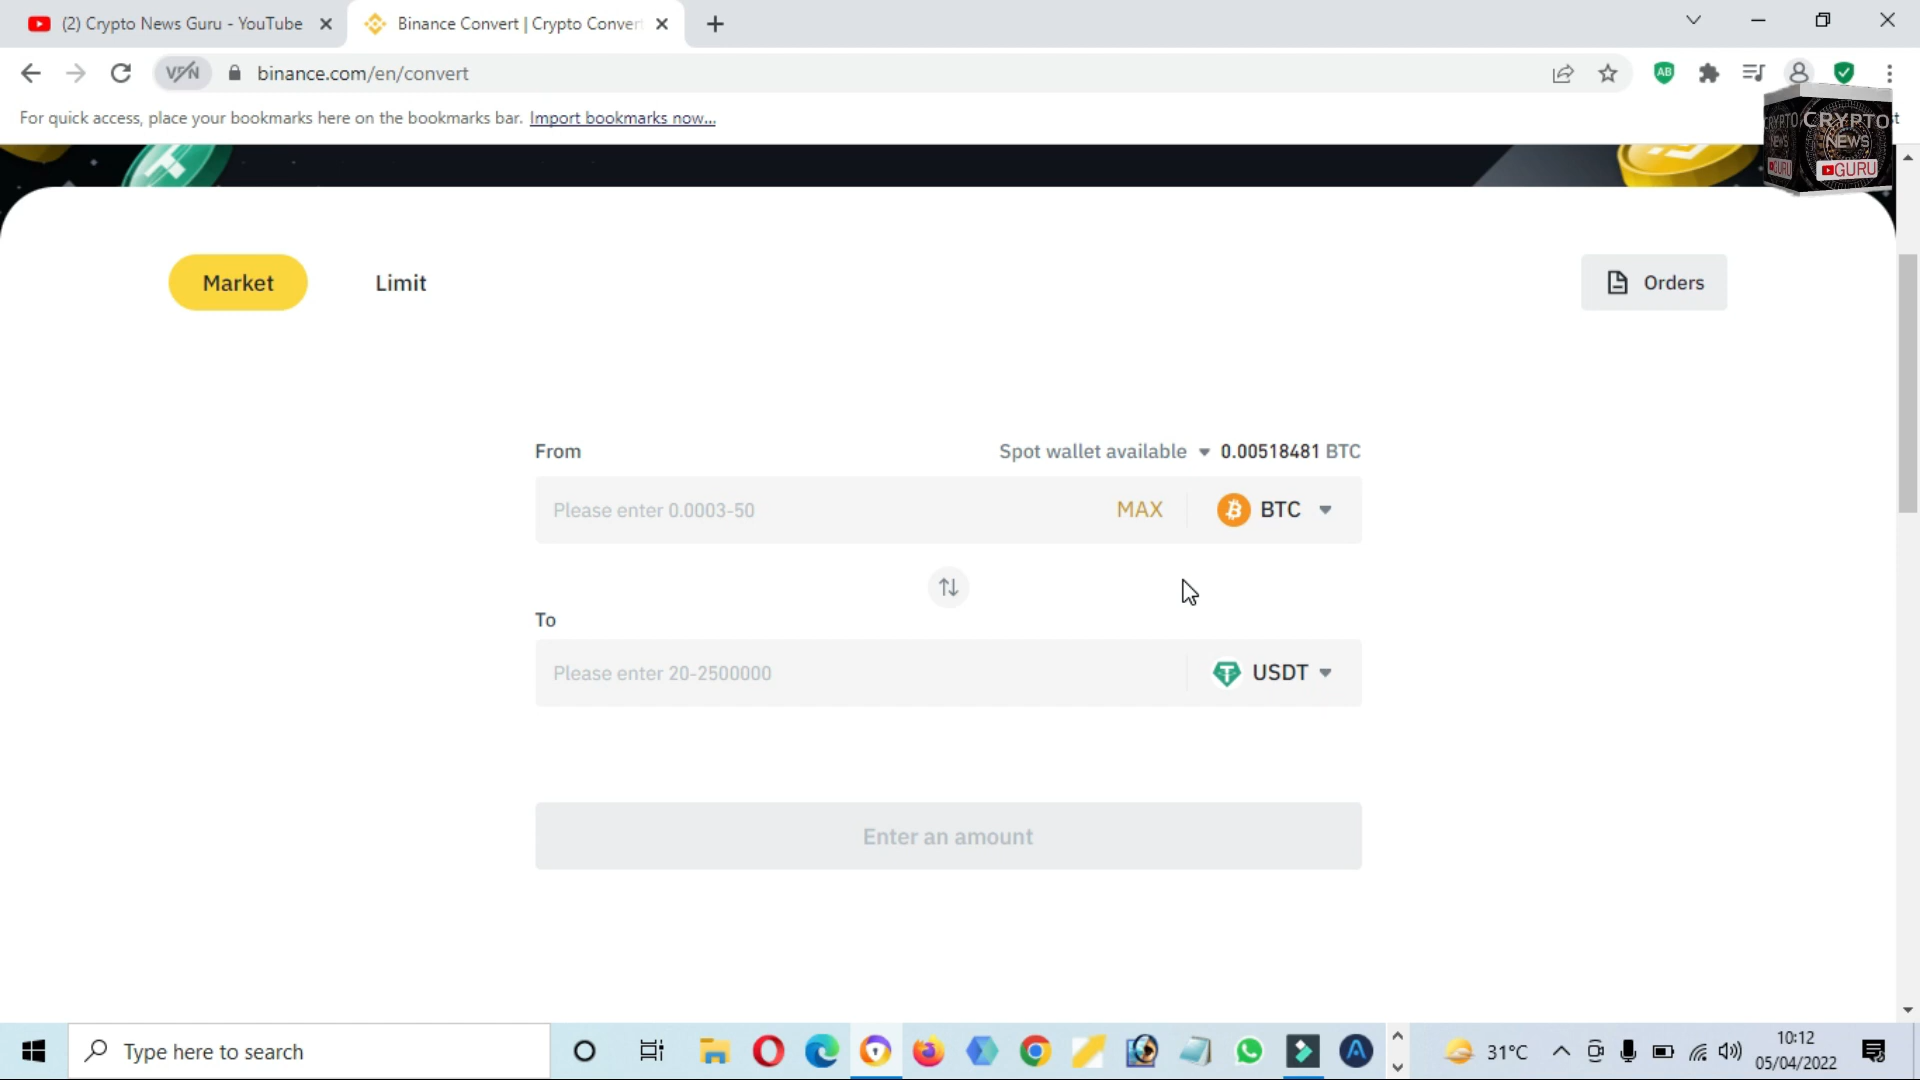 (2) Crypto News Guru - YouTube
Binance Convert | Crypto Conver
VPN
binance.com/en/convert
For quick access, place your bookmarks here on the bookmarks bar. Import bookmarks now...
CRYPTO
NEWS
GURU
Market
Limit
Orders
From
Spot wallet available 0.00518481 BTC
Please enter 0.0003-50
MAX
BTC
To
Please enter 20-2500000
USDT
Enter an amount
Type here to search
31°C
10:12
05/04/2022